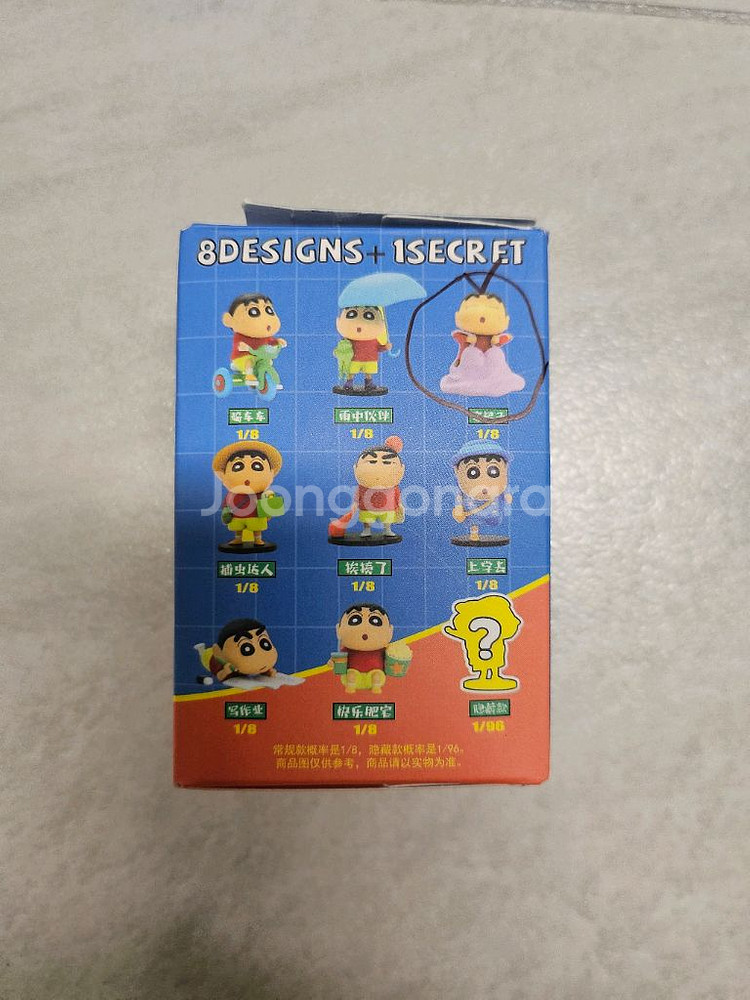 8DESIGNS+1SECRET
骑车车
雨中伙伴
1/8
1/8
1/8
Joonggonara
捕虫达人
挨揍了
上学去
1/8
1/8
1/8
写作业
快乐肥宅
隐藏款
1/8
1/8
1/96
常规款概率是1/8，隐藏款概率是1/96。
商品图仅供参考，商品请以实物为准。